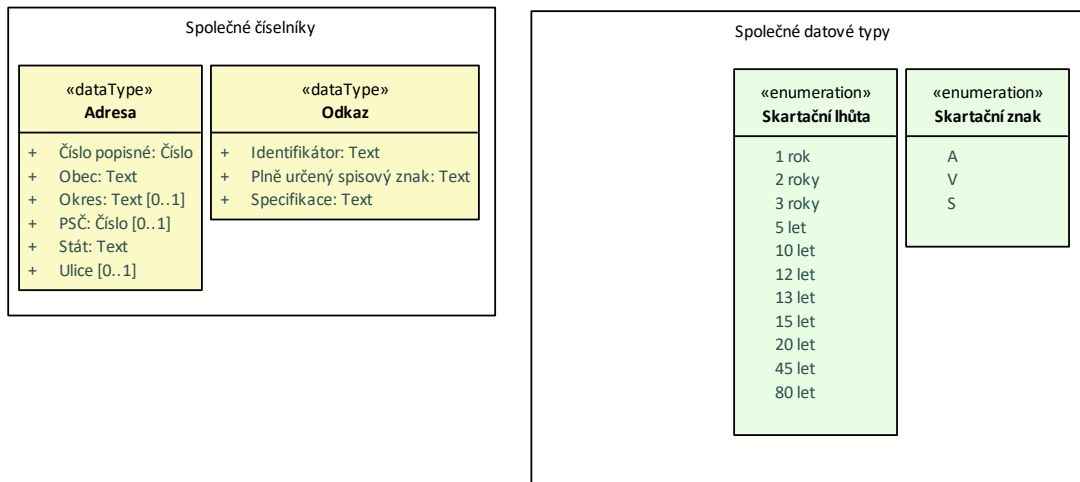 Společné číselníky
«dataType»
Adresa
+ Číslo popisné: Číslo
+ Obec: Text
+ Okres: Text [0..1]
+ PSČ: Číslo [0..1]
+ Stát: Text
+ Ulice [0..1]
«dataType»
Odkaz
+ Identifikátor: Text
+ Plně určený spisový znak: Text
+ Specifikace: Text
Společné datové typy
«enumeration»
Skartační lhůta
1 rok
2 roky
3 roky
5 let
10 let
12 let
13 let
15 let
20 let
45 let
80 let
«enumeration»
Skartační znak
A
V
S